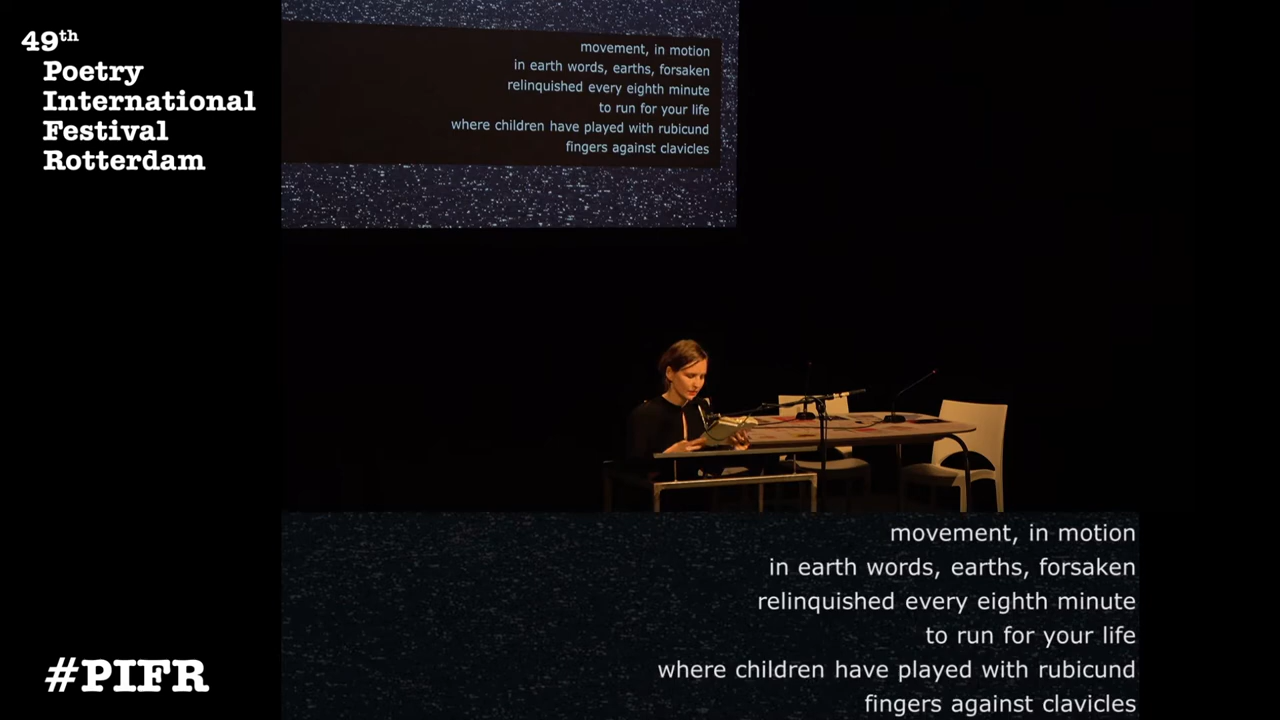 49th
Poetry
International
Festival
Rotterdam
movement, in motion
in earth words, earths, forsaken
relinquished every eighth minute
to run for your life
where children have played with rubicund
fingers against clavicles
movement, in motion
in earth words, earths, forsaken
relinquished every eighth minute
to run for your life
where children have played with rubicund
fingers against clavicles
#PIFR